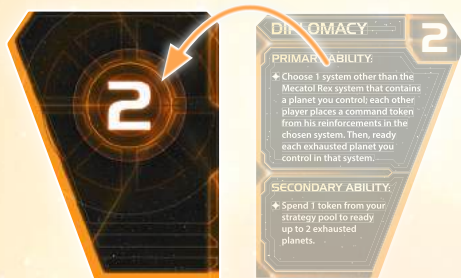 2
DIPLOMACY
2
PRIMARY ABILITY:
Choose 1 system other than the
Mecatol Rex system that contains
a planet you control; each other
player places a command token
from his reinforcements in the
chosen system. Then, ready
each exhausted planet you
control in that system.
SECONDARY ABILITY:
Spend 1 token from your
strategy pool to ready
up to 2 exhausted
planets.